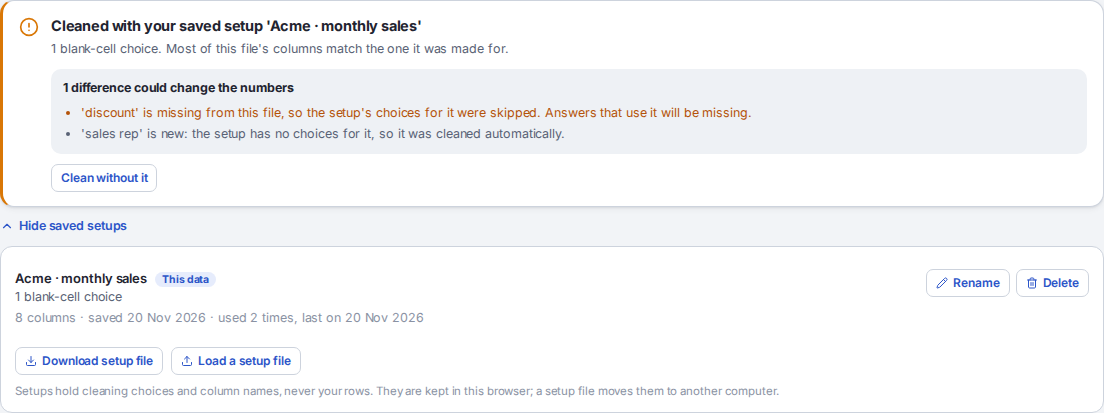 Cleaned with your saved setup 'Acme · monthly sales'
1 blank-cell choice. Most of this file's columns match the one it was made for.
1 difference could change the numbers
• 'discount' is missing from this file, so the setup's choices for it were skipped. Answers that use it will be missing.
• 'sales rep' is new: the setup has no choices for it, so it was cleaned automatically.
Clean without it
Hide saved setups
Acme · monthly sales This data
Rename Delete
1 blank-cell choice
8 columns · saved 20 Nov 2026 · used 2 times, last on 20 Nov 2026
Download setup file Load a setup file
Setups hold cleaning choices and column names, never your rows. They are kept in this browser; a setup file moves them to another computer.